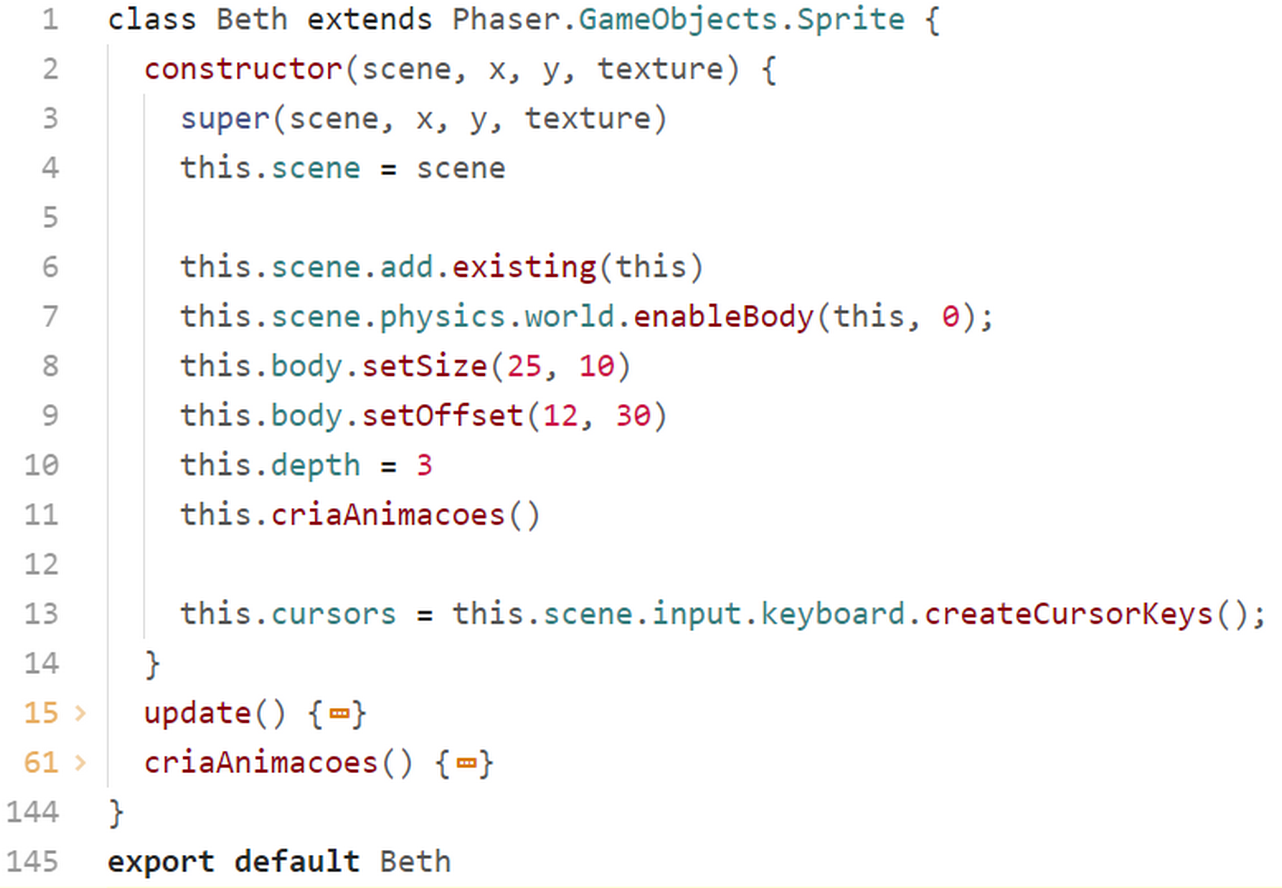 1 class Beth extends Phaser.GameObjects.Sprite {
2 constructor(scene, x, y, texture) {
3 super(scene, x, y, texture)
4 this.scene = scene
5
6 this.scene.add.existing(this)
7 this.scene.physics.world.enableBody(this, 0);
8 this.body.setSize(25, 10)
9 this.body.setOffset(12, 30)
10 this.depth = 3
11 this.criaAnimacoes()
12
13 this.cursors = this.scene.input.keyboard.createCursorKeys();
14 }
15 > update() {…}
61 > criaAnimacoes() {…}
144 }
145 export default Beth